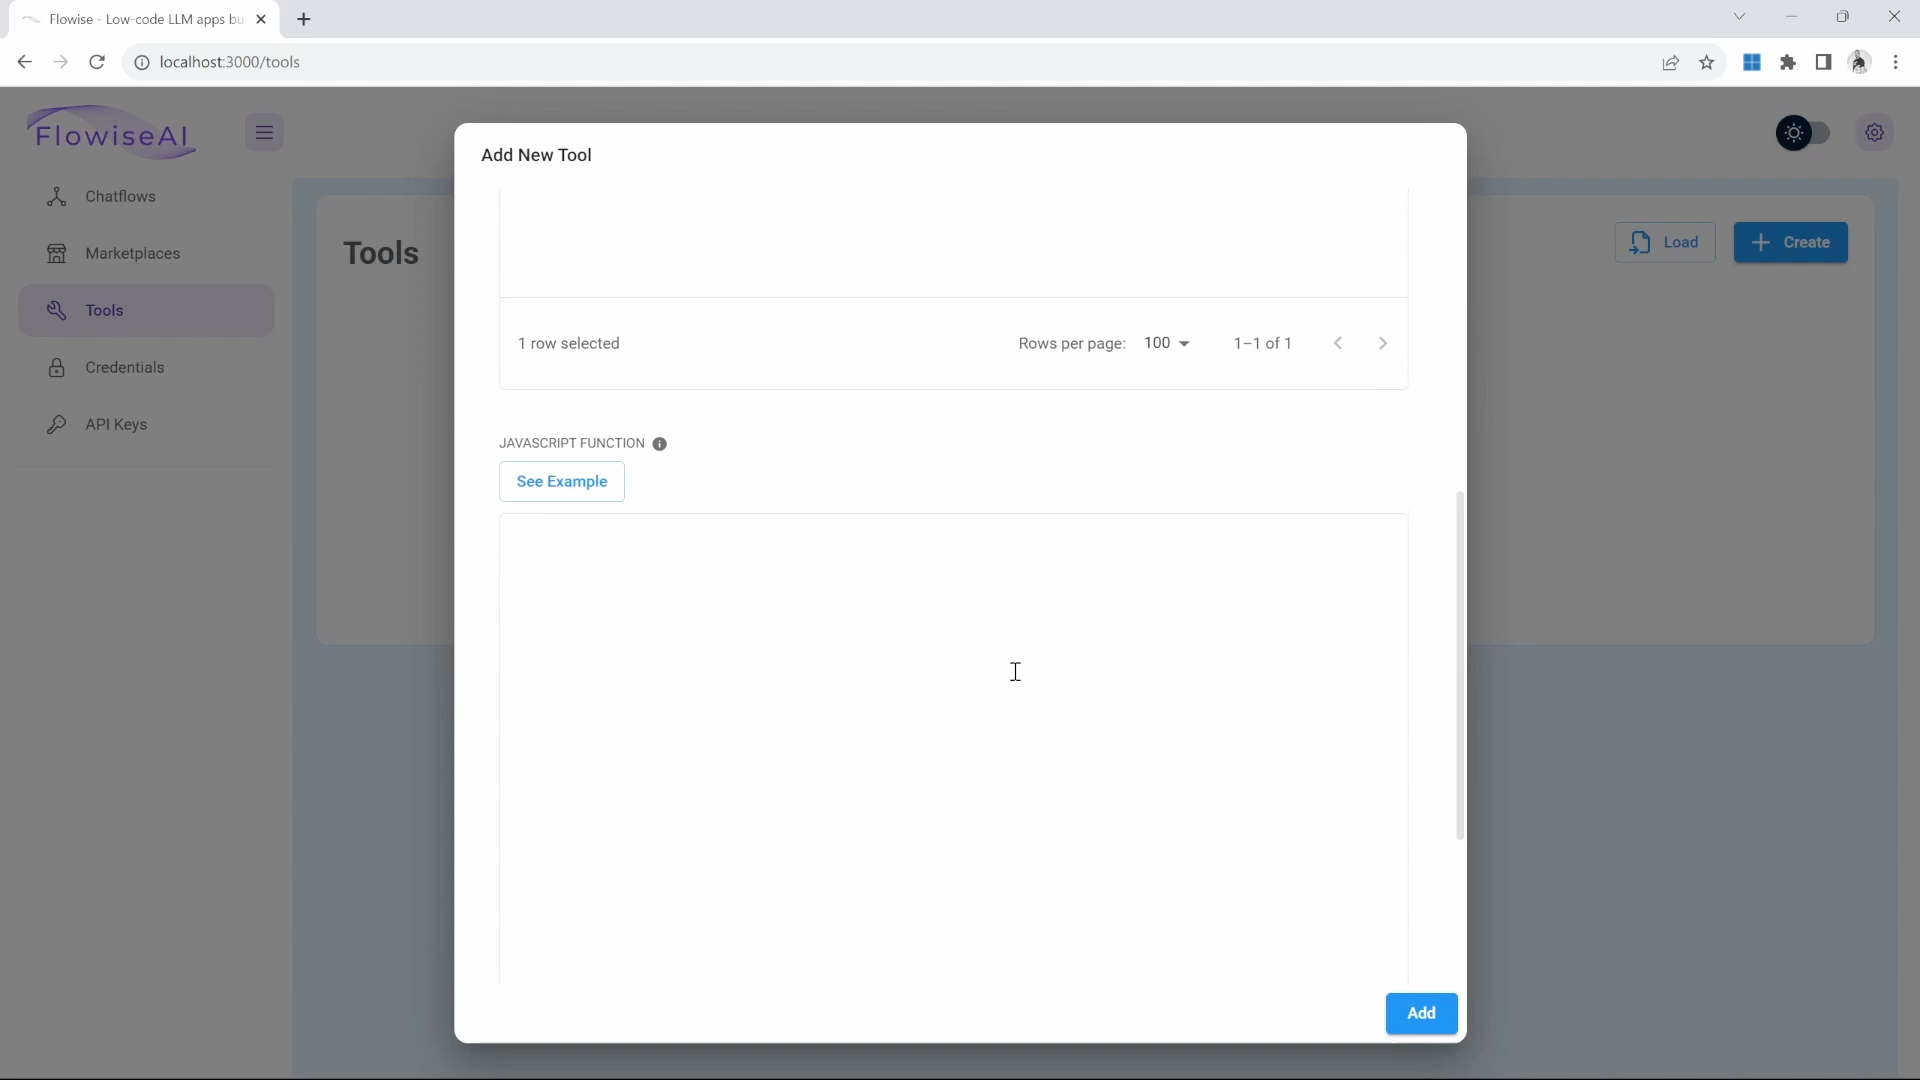 Flowise - Low-code LLM apps bu
localhost:3000/tools
FlowiseAI
Add New Tool
Chatflows
Marketplaces
Tools
Credentials
API Keys
Tools
Load
Create
1 row selected
Rows per page: 100
1–1 of 1
JAVASCRIPT FUNCTION
See Example
Add